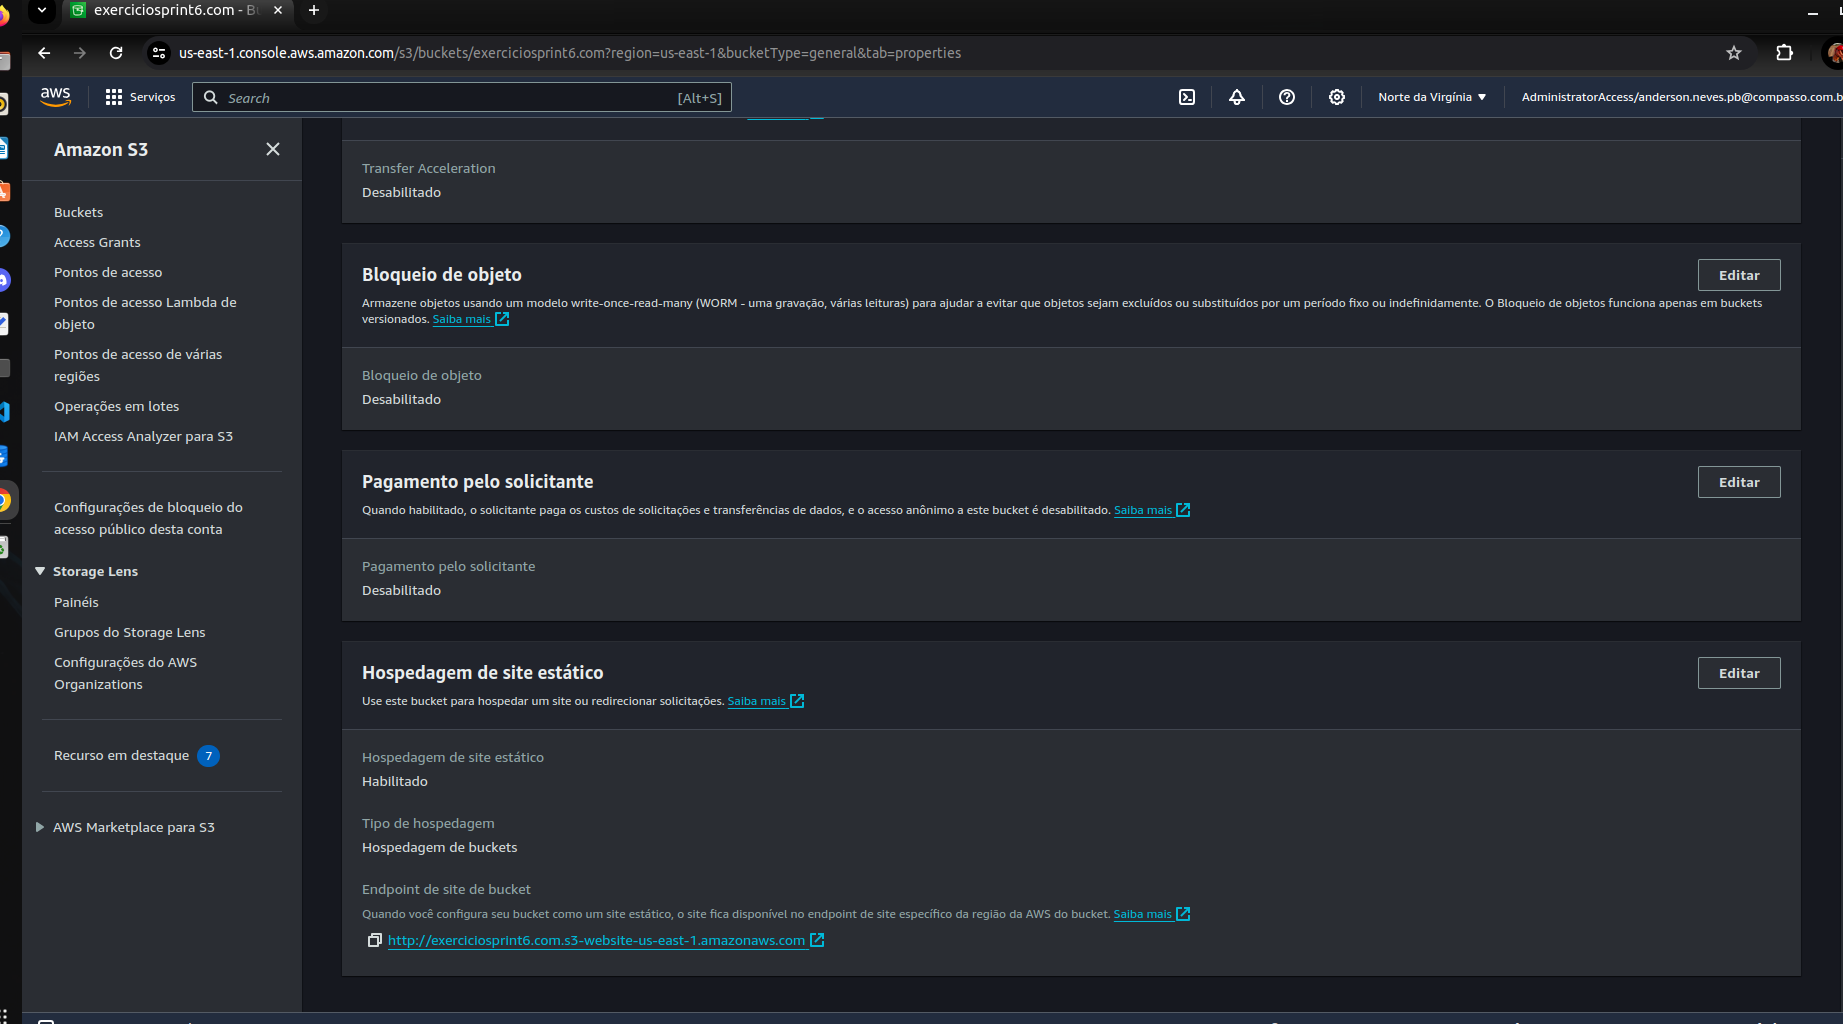 exerciciosprint6.com - B
us-east-1.console.aws.amazon.com/s3/buckets/exerciciosprint6.com?region=us-east-1&bucketType=general&tab=properties
aws
Serviços
Search
[Alt+S]
Norte da Virgínia
AdministratorAccess/anderson.neves.pb@compasso.com.b
Amazon S3
Buckets
Access Grants
Pontos de acesso
Pontos de acesso Lambda de
objeto
Pontos de acesso de várias
regiões
Operações em lotes
IAM Access Analyzer para S3
Configurações de bloqueio do
acesso público desta conta
Storage Lens
Painéis
Grupos do Storage Lens
Configurações do AWS
Organizations
Recurso em destaque 7
AWS Marketplace para S3
Transfer Acceleration
Desabilitado
Bloqueio de objeto
Editar
Armazene objetos usando um modelo write-once-read-many (WORM - uma gravação, várias leituras) para ajudar a evitar que objetos sejam excluídos ou substituídos por um período fixo ou indefinidamente. O Bloqueio de objetos funciona apenas em buckets
versionados. Saiba mais
Bloqueio de objeto
Desabilitado
Pagamento pelo solicitante
Editar
Quando habilitado, o solicitante paga os custos de solicitações e transferências de dados, e o acesso anônimo a este bucket é desabilitado. Saiba mais
Pagamento pelo solicitante
Desabilitado
Hospedagem de site estático
Editar
Use este bucket para hospedar um site ou redirecionar solicitações. Saiba mais
Hospedagem de site estático
Habilitado
Tipo de hospedagem
Hospedagem de buckets
Endpoint de site de bucket
Quando você configura seu bucket como um site estático, o site fica disponível no endpoint de site específico da região da AWS do bucket. Saiba mais
http://exerciciosprint6.com.s3-website-us-east-1.amazonaws.com